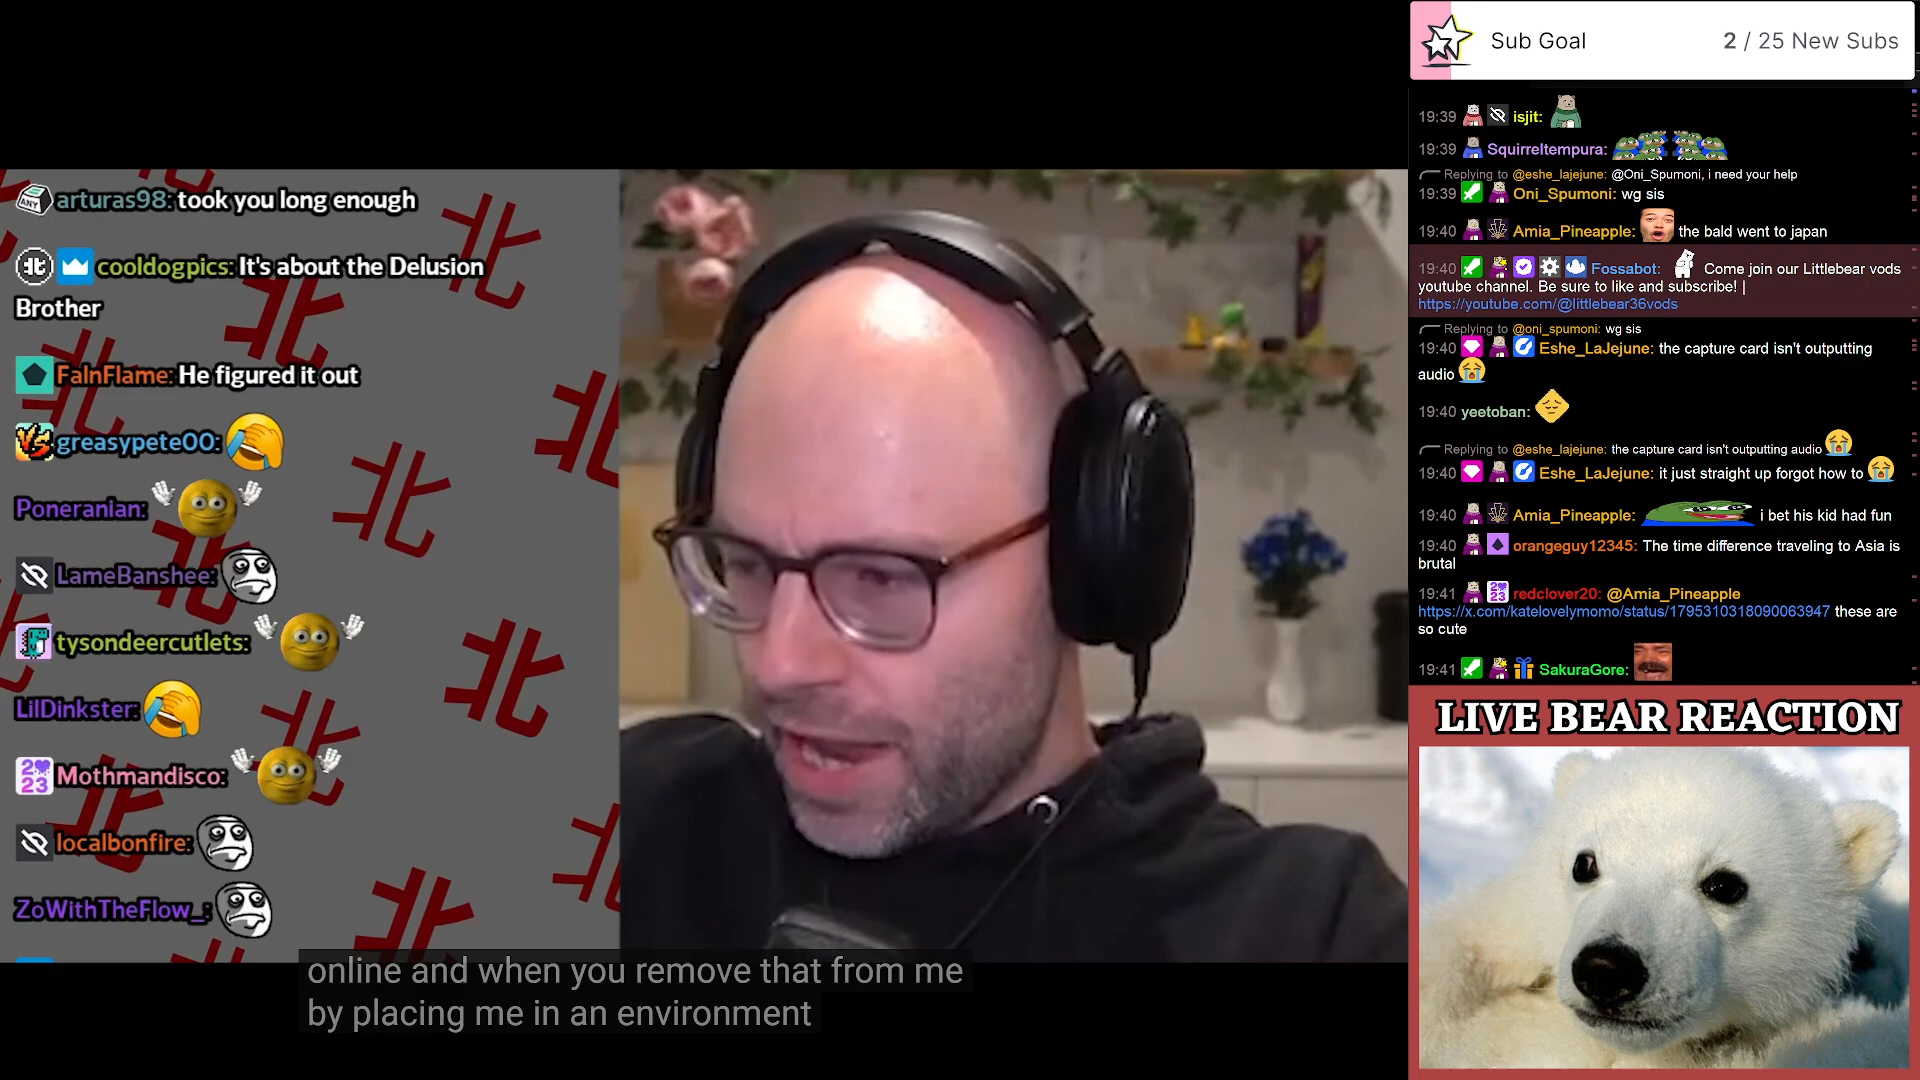 arturas98: took you long enough
cooldogpics: It's about the Delusion
Brother
FalnFlame: He figured it out
greasypete00:
Poneranian:
LameBanshee:
tysondeercutlets:
LilDinkster:
Mothmandisco:
localbonfire:
ZoWithTheFlow_:
online and when you remove that from me
by placing me in an environment
Sub Goal 2 / 25 New Subs
19:39 isjit:
19:39 Squirreltempura:
Replying to @eshe_lajejune: @Oni_Spumoni, i need your help
19:39 Oni_Spumoni: wg sis
19:40 Amia_Pineapple: the bald went to japan
19:40 Fossabot: Come join our Littlebear vods
youtube channel. Be sure to like and subscribe! |
https://youtube.com/@littlebear36vods
Replying to @oni_spumoni: wg sis
19:40 Eshe_LaJejune: the capture card isn't outputting
audio
19:40 yeetoban:
Replying to @eshe_lajejune: the capture card isn't outputting audio
19:40 Eshe_LaJejune: it just straight up forgot how to
19:40 Amia_Pineapple: i bet his kid had fun
19:40 orangeguy12345: The time difference traveling to Asia is
brutal
19:41 redclover20: @Amia_Pineapple
https://x.com/katelovelymomo/status/1795310318090063947 these are
so cute
19:41 SakuraGore:
LIVE BEAR REACTION